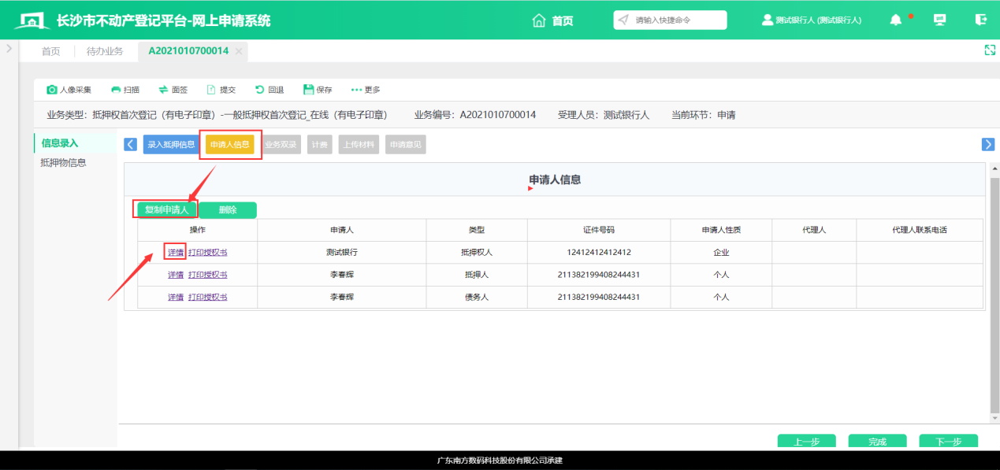 长沙市不动产登记平台-网上申请系统 首页 请输入快捷命令 测试银行人 (测试银行人)
首页 待办业务 A2021010700014
人像采集 扫描 面签 提交 回退 保存 更多
业务类型：抵押权首次登记（有电子印章）-一般抵押权首次登记_在线（有电子印章） 业务编号：A2021010700014 受理人员：测试银行人 当前环节：申请
信息录入 录入抵押信息 申请人信息 业务双录 计费 上传材料 申请意见
抵押物信息
申请人信息
复制申请人 删除
操作 申请人 类型 证件号码 申请人性质 代理人 代理人联系电话
详情 打印授权书 测试银行 抵押权人 12412412412412 企业
详情 打印授权书 李春辉 抵押人 211382199408244431 个人
详情 打印授权书 李春辉 债务人 211382199408244431 个人
上一步 完成 下一步
广东南方数码科技股份有限公司承建